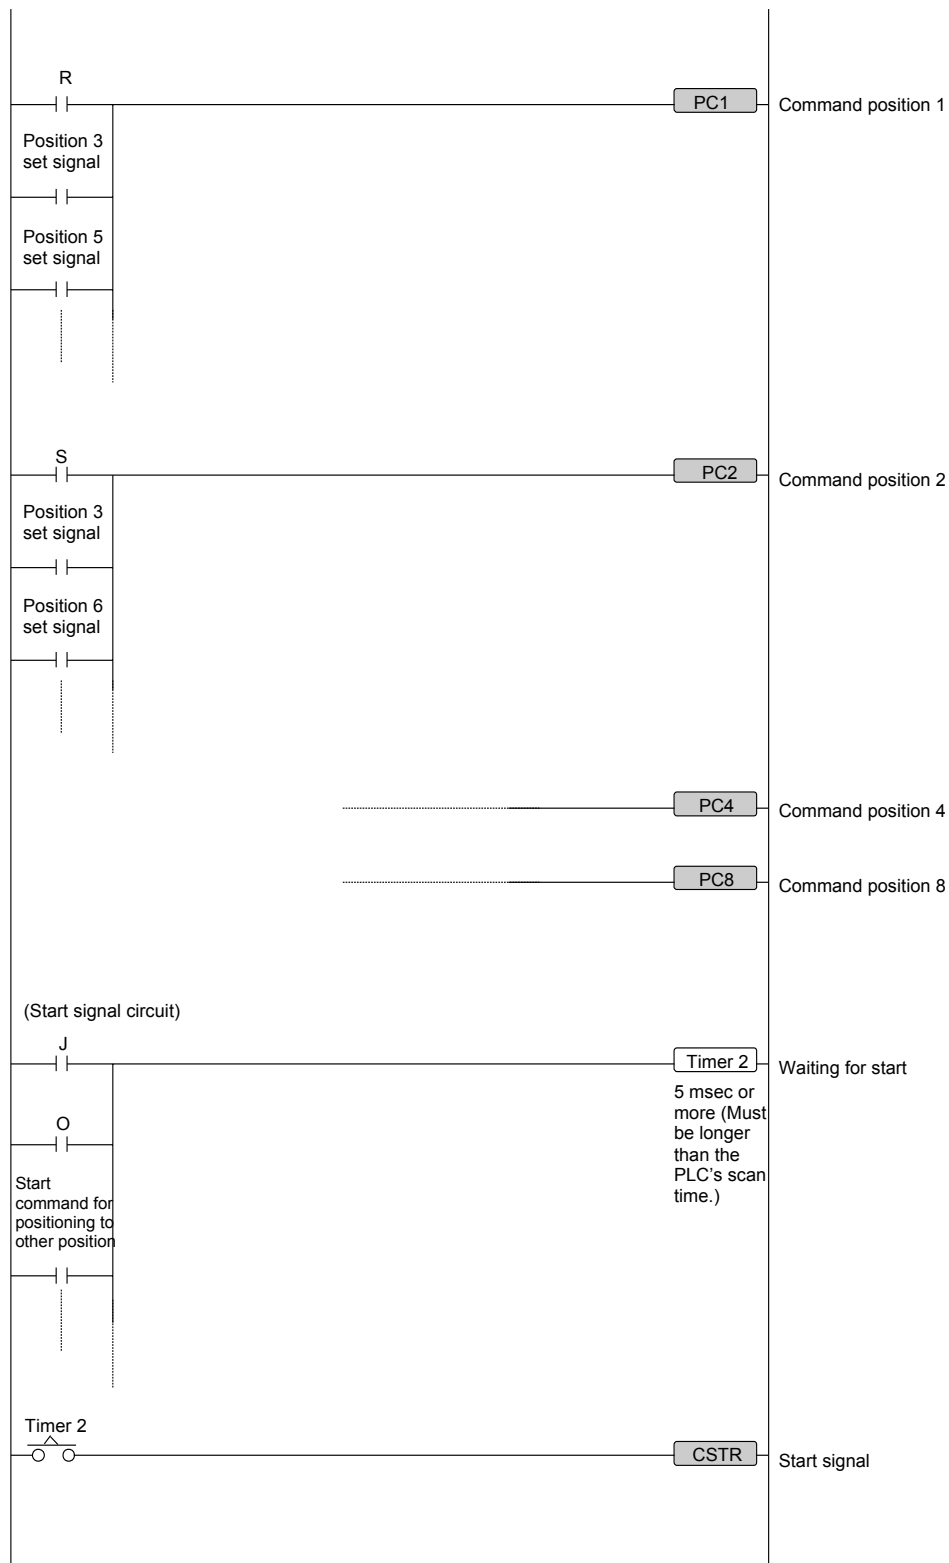 R
PC1
Command position 1
Position 3
set signal
Position 5
set signal
S
PC2
Command position 2
Position 3
set signal
Position 6
set signal
PC4
Command position 4
PC8
Command position 8
(Start signal circuit)
J
Timer 2
Waiting for start
5 msec or
more (Must
be longer
than the
PLC's scan
time.)
O
Start
command for
positioning to
other position
Timer 2
CSTR
Start signal